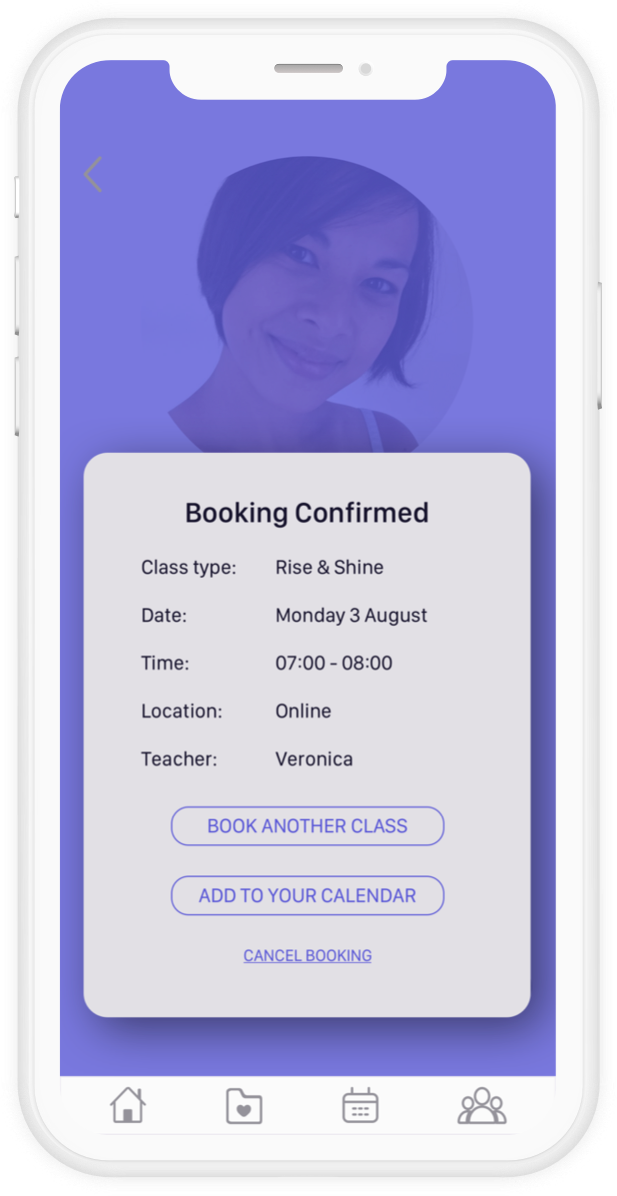 Booking Confirmed
Class type: Rise & Shine
Date: Monday 3 August
Time: 07:00 - 08:00
Location: Online
Teacher: Veronica
BOOK ANOTHER CLASS
ADD TO YOUR CALENDAR
CANCEL BOOKING